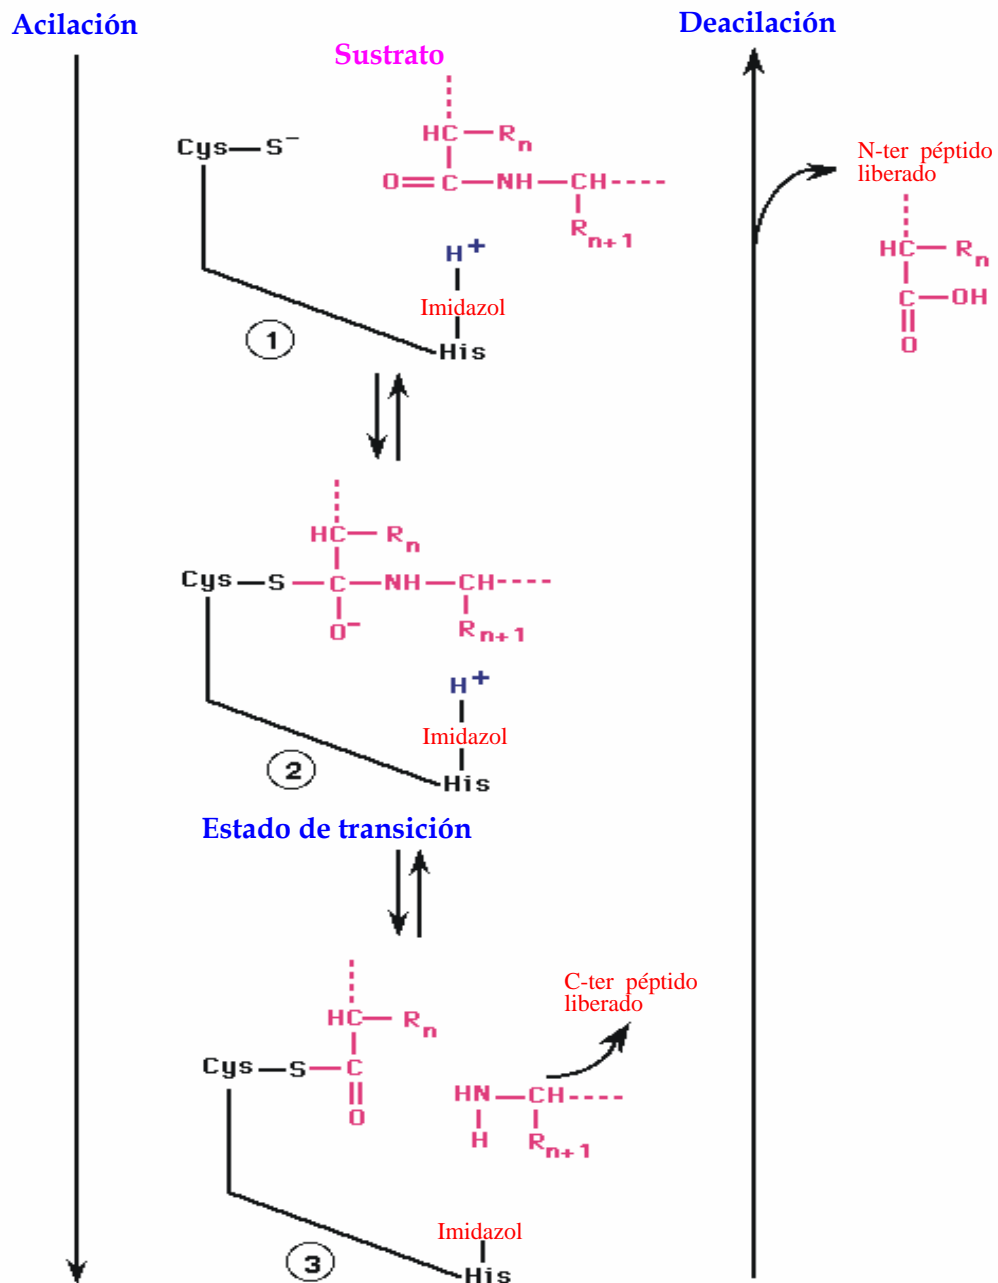 Acilación
Deacilación
Sustrato
HC—Rn
Cys—S−
O=C—NH—CH
Rn+1
H+
Imidazol
His
1
N-ter péptido
liberado
HC—Rn
C—OH
O
HC—Rn
Cys—S—C—NH—CH
O−
Rn+1
H+
Imidazol
His
2
Estado de transición
C-ter péptido
liberado
HC—Rn
Cys—S—C
O
HN—CH
H
Rn+1
Imidazol
His
3